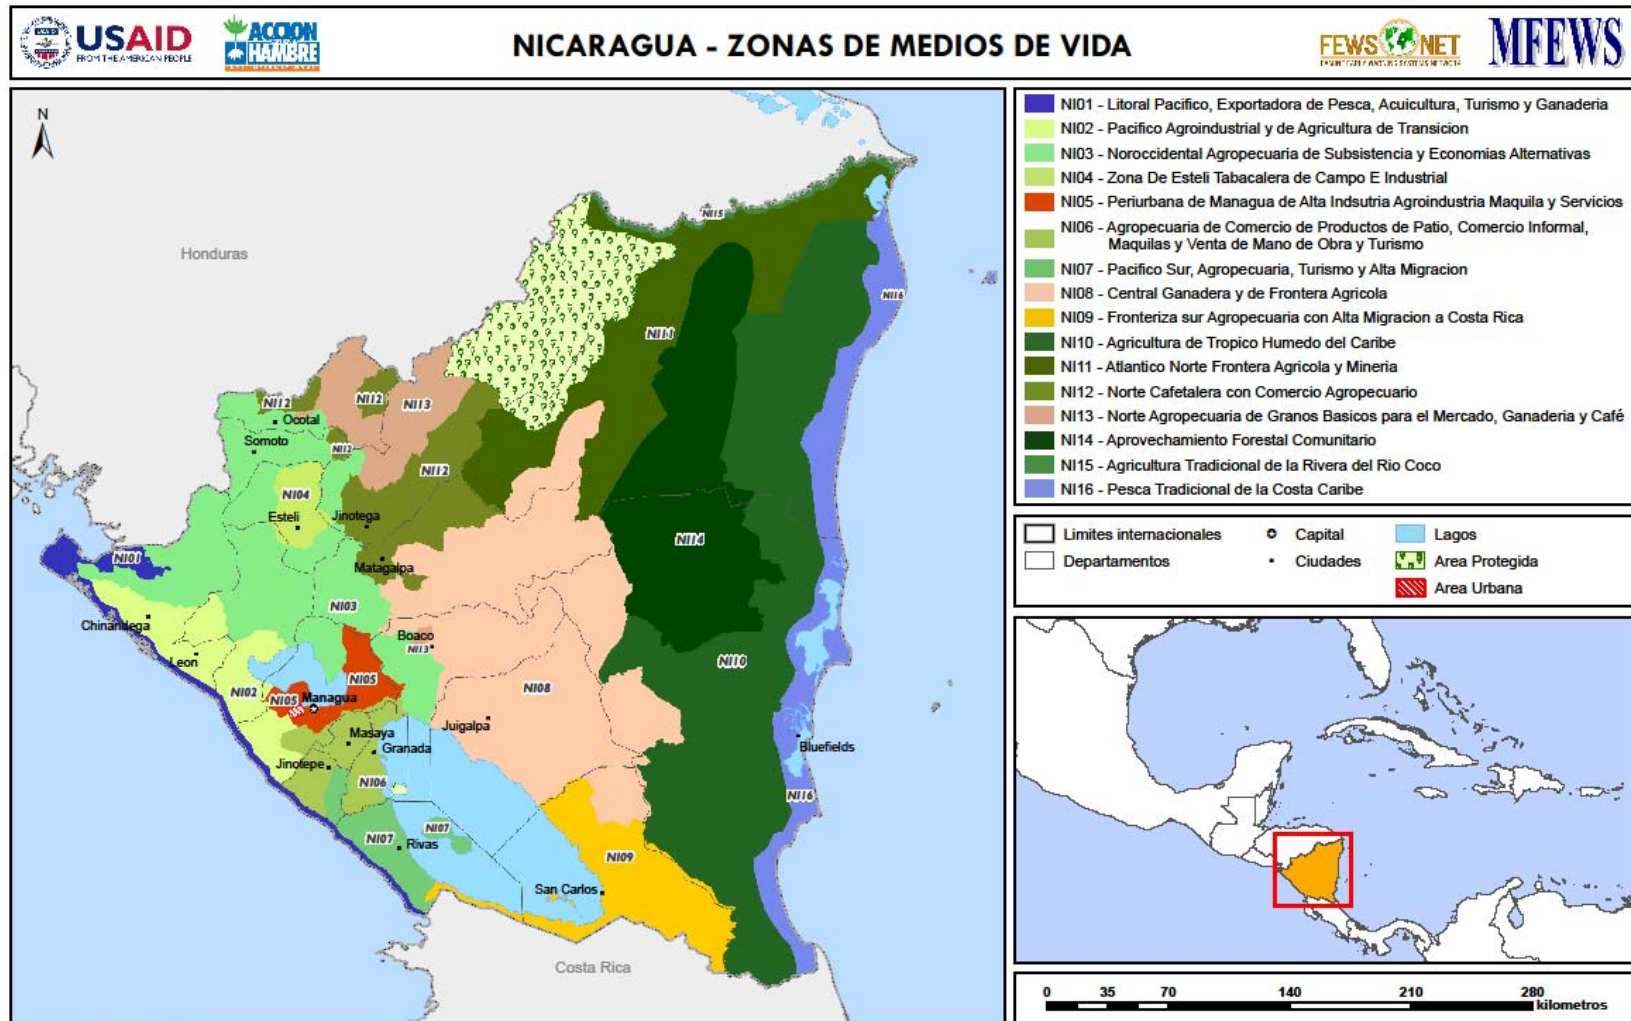 USAID
FROM THE AMERICAN PEOPLE
ACCION
HAMBRE
NICARAGUA - ZONAS DE MEDIOS DE VIDA
FEWS NET
FAMINE EARLY WARNING SYSTEMS NETWORK
MFEWS
N
Honduras
NI15
NI16
NI11
NI12
NI12
NI13
Ocotal
Somoto
NI12
NI12
NI04
Esteli
Jinotega
NI14
NI01
Matagalpa
NI03
Chinandega
Boaco
NI13
Leon
NI10
NI05
NI02
NI05
Managua
NI08
Juigalpa
Masaya
Granada
Bluefields
Jinotepe
NI06
NI16
NI07
NI07
Rivas
NI09
San Carlos
Costa Rica
NI01 - Litoral Pacifico, Exportadora de Pesca, Acuicultura, Turismo y Ganaderia
NI02 - Pacifico Agroindustrial y de Agricultura de Transicion
NI03 - Noroccidental Agropecuaria de Subsistencia y Economias Alternativas
NI04 - Zona De Esteli Tabacalera de Campo E Industrial
NI05 - Periurbana de Managua de Alta Indsutria Agroindustria Maquila y Servicios
NI06 - Agropecuaria de Comercio de Productos de Patio, Comercio Informal,
Maquilas y Venta de Mano de Obra y Turismo
NI07 - Pacifico Sur, Agropecuaria, Turismo y Alta Migracion
NI08 - Central Ganadera y de Frontera Agricola
NI09 - Fronteriza sur Agropecuaria con Alta Migracion a Costa Rica
NI10 - Agricultura de Tropico Humedo del Caribe
NI11 - Atlantico Norte Frontera Agricola y Mineria
NI12 - Norte Cafetalera con Comercio Agropecuario
NI13 - Norte Agropecuaria de Granos Basicos para el Mercado, Ganaderia y Café
NI14 - Aprovechamiento Forestal Comunitario
NI15 - Agricultura Tradicional de la Rivera del Rio Coco
NI16 - Pesca Tradicional de la Costa Caribe
Limites internacionales
Capital
Lagos
Departamentos
Ciudades
Area Protegida
Area Urbana
0 35 70 140 210 280
kilometros